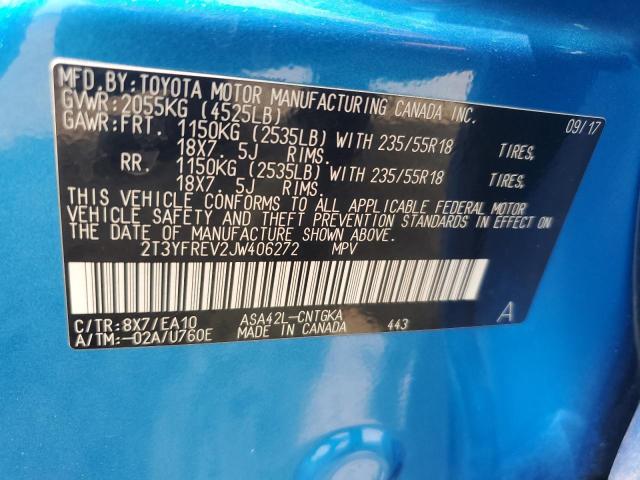 MFD.BY:TOYOTA MOTOR MANUFACTURING CANADA INC.
GVWR:2055KG (4525LB) 09/17
GAWR:FRT. 1150KG (2535LB) WITH 235/55R18 TIRES,
18X7. 5J RIMS.
RR. 1150KG (2535LB) WITH 235/55R18 TIRES,
18X7. 5J RIMS.
THIS VEHICLE CONFORMS TO ALL APPLICABLE FEDERAL MOTOR
VEHICLE SAFETY AND THEFT PREVENTION STANDARDS IN EFFECT ON
THE DATE OF MANUFACTURE SHOWN ABOVE.
2T3YFREV2JW406272 MPV
C/TR:8X7/EA10 ASA42L-CNTGKA A
A/TM:-02A/U760E MADE IN CANADA 443